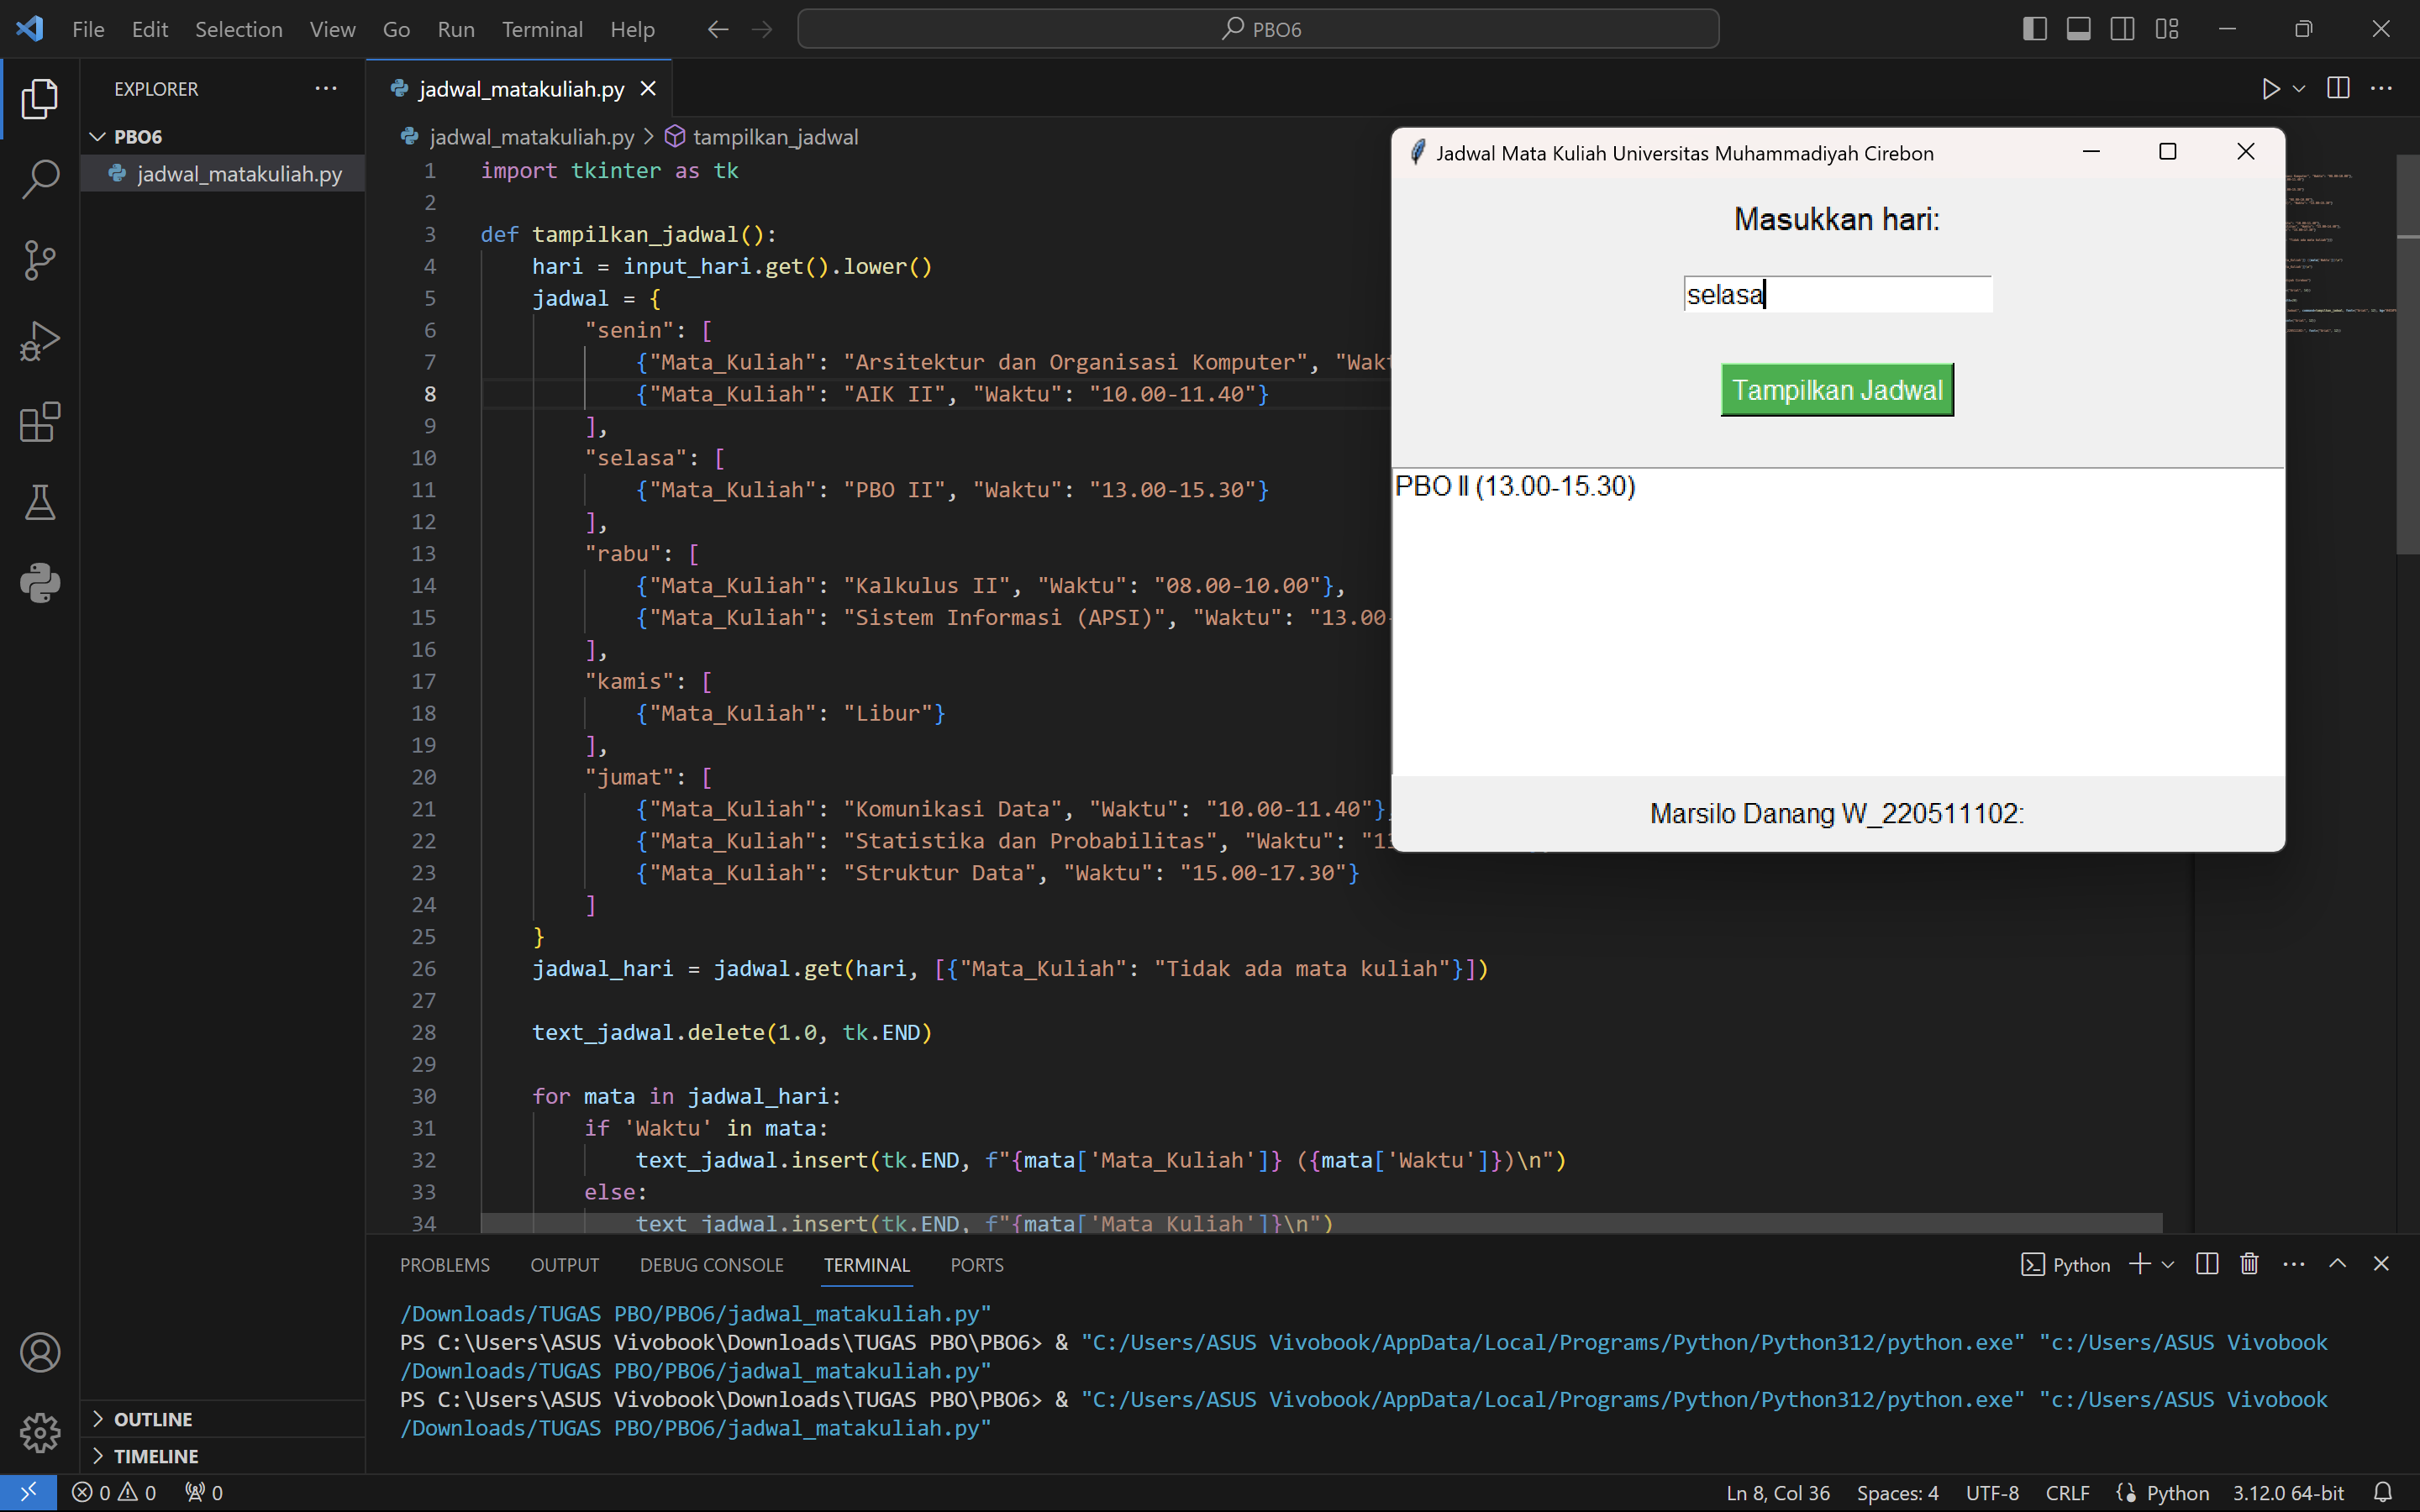 File Edit Selection View Go Run Terminal Help
PBO6
EXPLORER
PBO6
jadwal_matakuliah.py
OUTLINE
TIMELINE
jadwal_matakuliah.py
jadwal_matakuliah.py > tampilkan_jadwal
1 import tkinter as tk
2
3 def tampilkan_jadwal():
4 hari = input_hari.get().lower()
5 jadwal = {
6 "senin": [
7 {"Mata_Kuliah": "Arsitektur dan Organisasi Komputer", "Wakt
8 {"Mata_Kuliah": "AIK II", "Waktu": "10.00-11.40"}
9 ],
10 "selasa": [
11 {"Mata_Kuliah": "PBO II", "Waktu": "13.00-15.30"}
12 ],
13 "rabu": [
14 {"Mata_Kuliah": "Kalkulus II", "Waktu": "08.00-10.00"},
15 {"Mata_Kuliah": "Sistem Informasi (APSI)", "Waktu": "13.00-
16 ],
17 "kamis": [
18 {"Mata_Kuliah": "Libur"}
19 ],
20 "jumat": [
21 {"Mata_Kuliah": "Komunikasi Data", "Waktu": "10.00-11.40"},
22 {"Mata_Kuliah": "Statistika dan Probabilitas", "Waktu": "13
23 {"Mata_Kuliah": "Struktur Data", "Waktu": "15.00-17.30"}
24 ]
25 }
26 jadwal_hari = jadwal.get(hari, [{"Mata_Kuliah": "Tidak ada mata kuliah"}])
27
28 text_jadwal.delete(1.0, tk.END)
29
30 for mata in jadwal_hari:
31 if 'Waktu' in mata:
32 text_jadwal.insert(tk.END, f"{mata['Mata_Kuliah']} ({mata['Waktu']})\n")
33 else:
34 text_jadwal.insert(tk.END, f"{mata['Mata_Kuliah']}\n")
Jadwal Mata Kuliah Universitas Muhammadiyah Cirebon
Masukkan hari:
selasa
Tampilkan Jadwal
PBO II (13.00-15.30)
Marsilo Danang W_220511102:
PROBLEMS OUTPUT DEBUG CONSOLE TERMINAL PORTS
Python
/Downloads/TUGAS PBO/PBO6/jadwal_matakuliah.py"
PS C:\Users\ASUS Vivobook\Downloads\TUGAS PBO\PBO6> & "C:/Users/ASUS Vivobook/AppData/Local/Programs/Python/Python312/python.exe" "c:/Users/ASUS Vivobook
/Downloads/TUGAS PBO/PBO6/jadwal_matakuliah.py"
PS C:\Users\ASUS Vivobook\Downloads\TUGAS PBO\PBO6> & "C:/Users/ASUS Vivobook/AppData/Local/Programs/Python/Python312/python.exe" "c:/Users/ASUS Vivobook
/Downloads/TUGAS PBO/PBO6/jadwal_matakuliah.py"
0 0 0
Ln 8, Col 36 Spaces: 4 UTF-8 CRLF Python 3.12.0 64-bit